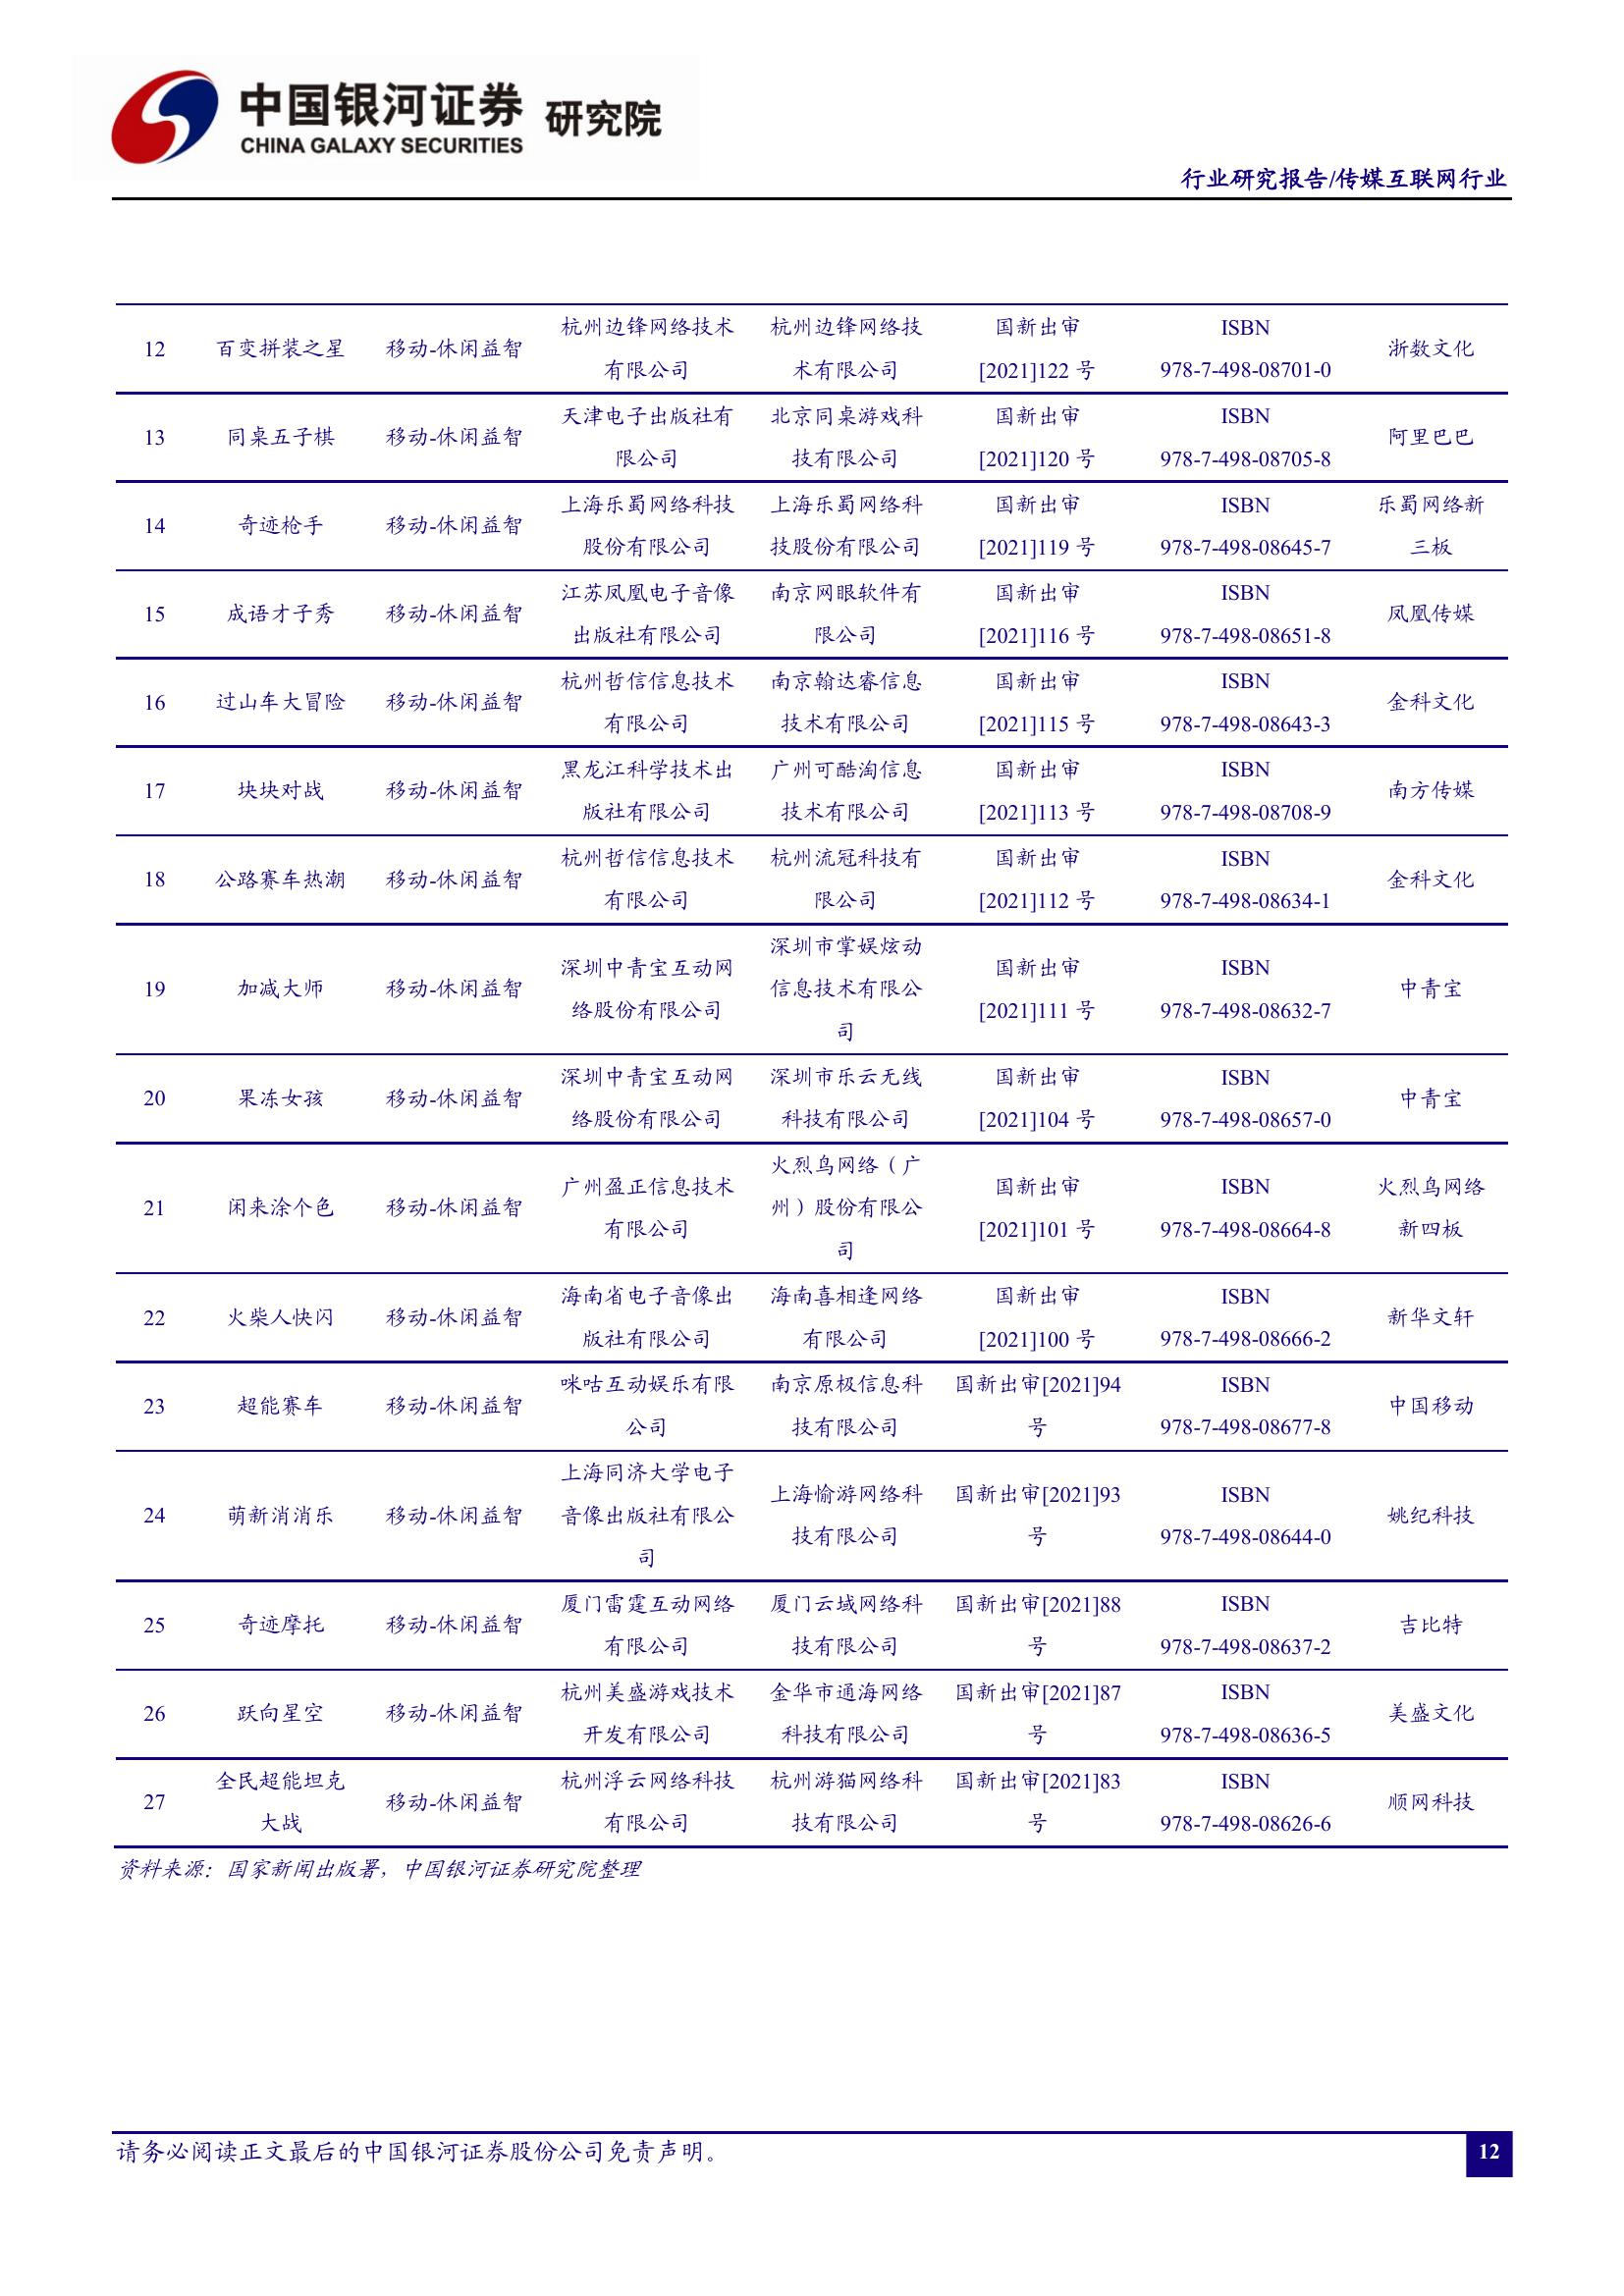 中国银河证券 研究院
CHINA GALAXY SECURITIES
行业研究报告/传媒互联网行业
12 百变拼装之星 移动-休闲益智 杭州边锋网络技术有限公司 杭州边锋网络技术有限公司 国新出审[2021]122 号 ISBN 978-7-498-08701-0 浙数文化
13 同桌五子棋 移动-休闲益智 天津电子出版社有限公司 北京同桌游戏科技有限公司 国新出审[2021]120 号 ISBN 978-7-498-08705-8 阿里巴巴
14 奇迹枪手 移动-休闲益智 上海乐蜀网络科技股份有限公司 上海乐蜀网络科技股份有限公司 国新出审[2021]119 号 ISBN 978-7-498-08645-7 乐蜀网络新三板
15 成语才子秀 移动-休闲益智 江苏凤凰电子音像出版社有限公司 南京网眼软件有限公司 国新出审[2021]116 号 ISBN 978-7-498-08651-8 凤凰传媒
16 过山车大冒险 移动-休闲益智 杭州哲信信息技术有限公司 南京翰达睿信息技术有限公司 国新出审[2021]115 号 ISBN 978-7-498-08643-3 金科文化
17 块块对战 移动-休闲益智 黑龙江科学技术出版社有限公司 广州可酷淘信息技术有限公司 国新出审[2021]113 号 ISBN 978-7-498-08708-9 南方传媒
18 公路赛车热潮 移动-休闲益智 杭州哲信信息技术有限公司 杭州流冠科技有限公司 国新出审[2021]112 号 ISBN 978-7-498-08634-1 金科文化
19 加减大师 移动-休闲益智 深圳中青宝互动网络股份有限公司 深圳市掌娱炫动信息技术有限公司 国新出审[2021]111 号 ISBN 978-7-498-08632-7 中青宝
20 果冻女孩 移动-休闲益智 深圳中青宝互动网络股份有限公司 深圳市乐云无线科技有限公司 国新出审[2021]104 号 ISBN 978-7-498-08657-0 中青宝
21 闲来涂个色 移动-休闲益智 广州盈正信息技术有限公司 火烈鸟网络（广州）股份有限公司 国新出审[2021]101 号 ISBN 978-7-498-08664-8 火烈鸟网络新四板
22 火柴人快闪 移动-休闲益智 海南省电子音像出版社有限公司 海南喜相逢网络有限公司 国新出审[2021]100 号 ISBN 978-7-498-08666-2 新华文轩
23 超能赛车 移动-休闲益智 咪咕互动娱乐有限公司 南京原极信息科技有限公司 国新出审[2021]94号 ISBN 978-7-498-08677-8 中国移动
24 萌新消消乐 移动-休闲益智 上海同济大学电子音像出版社有限公司 上海愉游网络科技有限公司 国新出审[2021]93号 ISBN 978-7-498-08644-0 姚纪科技
25 奇迹摩托 移动-休闲益智 厦门雷霆互动网络有限公司 厦门云域网络科技有限公司 国新出审[2021]88号 ISBN 978-7-498-08637-2 吉比特
26 跃向星空 移动-休闲益智 杭州美盛游戏技术开发有限公司 金华市通海网络科技有限公司 国新出审[2021]87号 ISBN 978-7-498-08636-5 美盛文化
27 全民超能坦克大战 移动-休闲益智 杭州浮云网络科技有限公司 杭州游猫网络科技有限公司 国新出审[2021]83号 ISBN 978-7-498-08626-6 顺网科技
资料来源：国家新闻出版署，中国银河证券研究院整理
请务必阅读正文最后的中国银河证券股份公司免责声明。
12